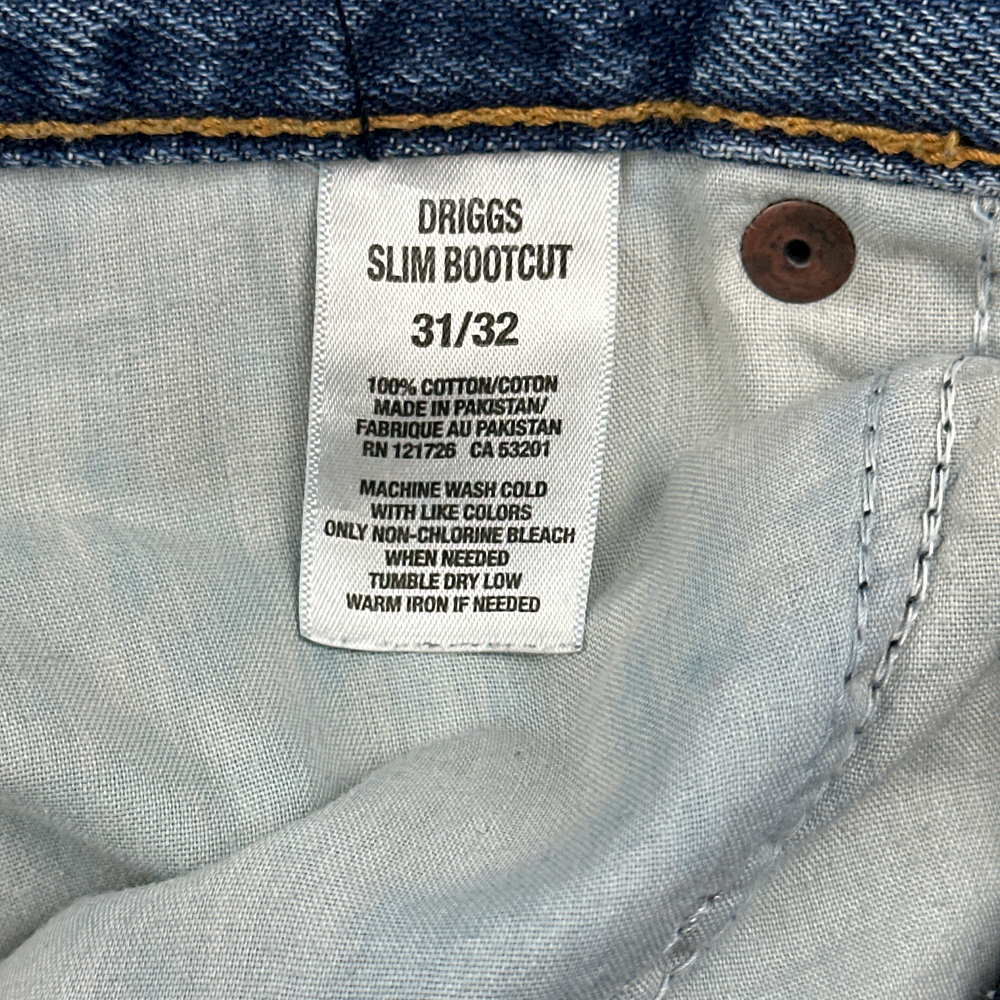 DRIGGS
SLIM BOOTCUT
31/32
100% COTTON/COTON
MADE IN PAKISTAN/
FABRIQUE AU PAKISTAN
RN 121726 CA 53201
MACHINE WASH COLD
WITH LIKE COLORS
ONLY NON-CHLORINE BLEACH
WHEN NEEDED
TUMBLE DRY LOW
WARM IRON IF NEEDED